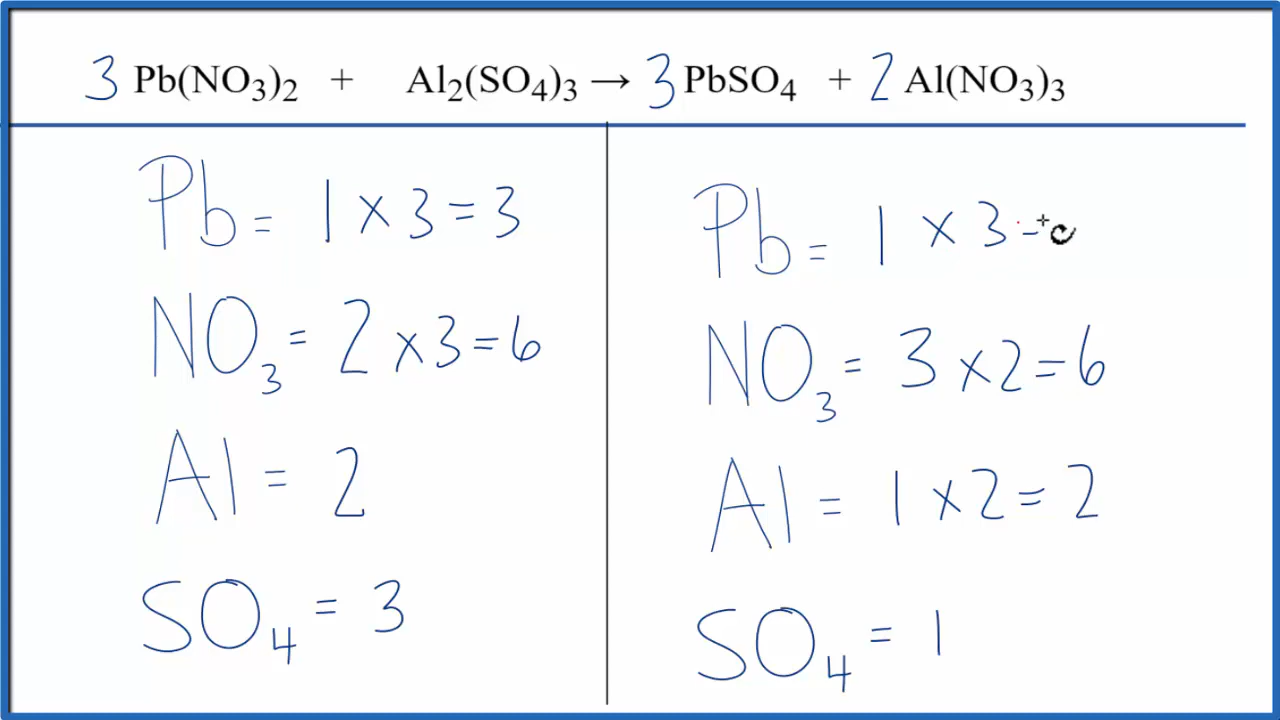 3 Pb(NO₃)₂ + Al₂(SO₄)₃ → 3 PbSO₄ + 2 Al(NO₃)₃
Pb = 1 x 3 = 3
NO₃ = 2 x 3 = 6
Al = 2
SO₄ = 3
Pb = 1 x 3 -
NO₃ = 3 x 2 = 6
Al = 1 x 2 = 2
SO₄ = 1